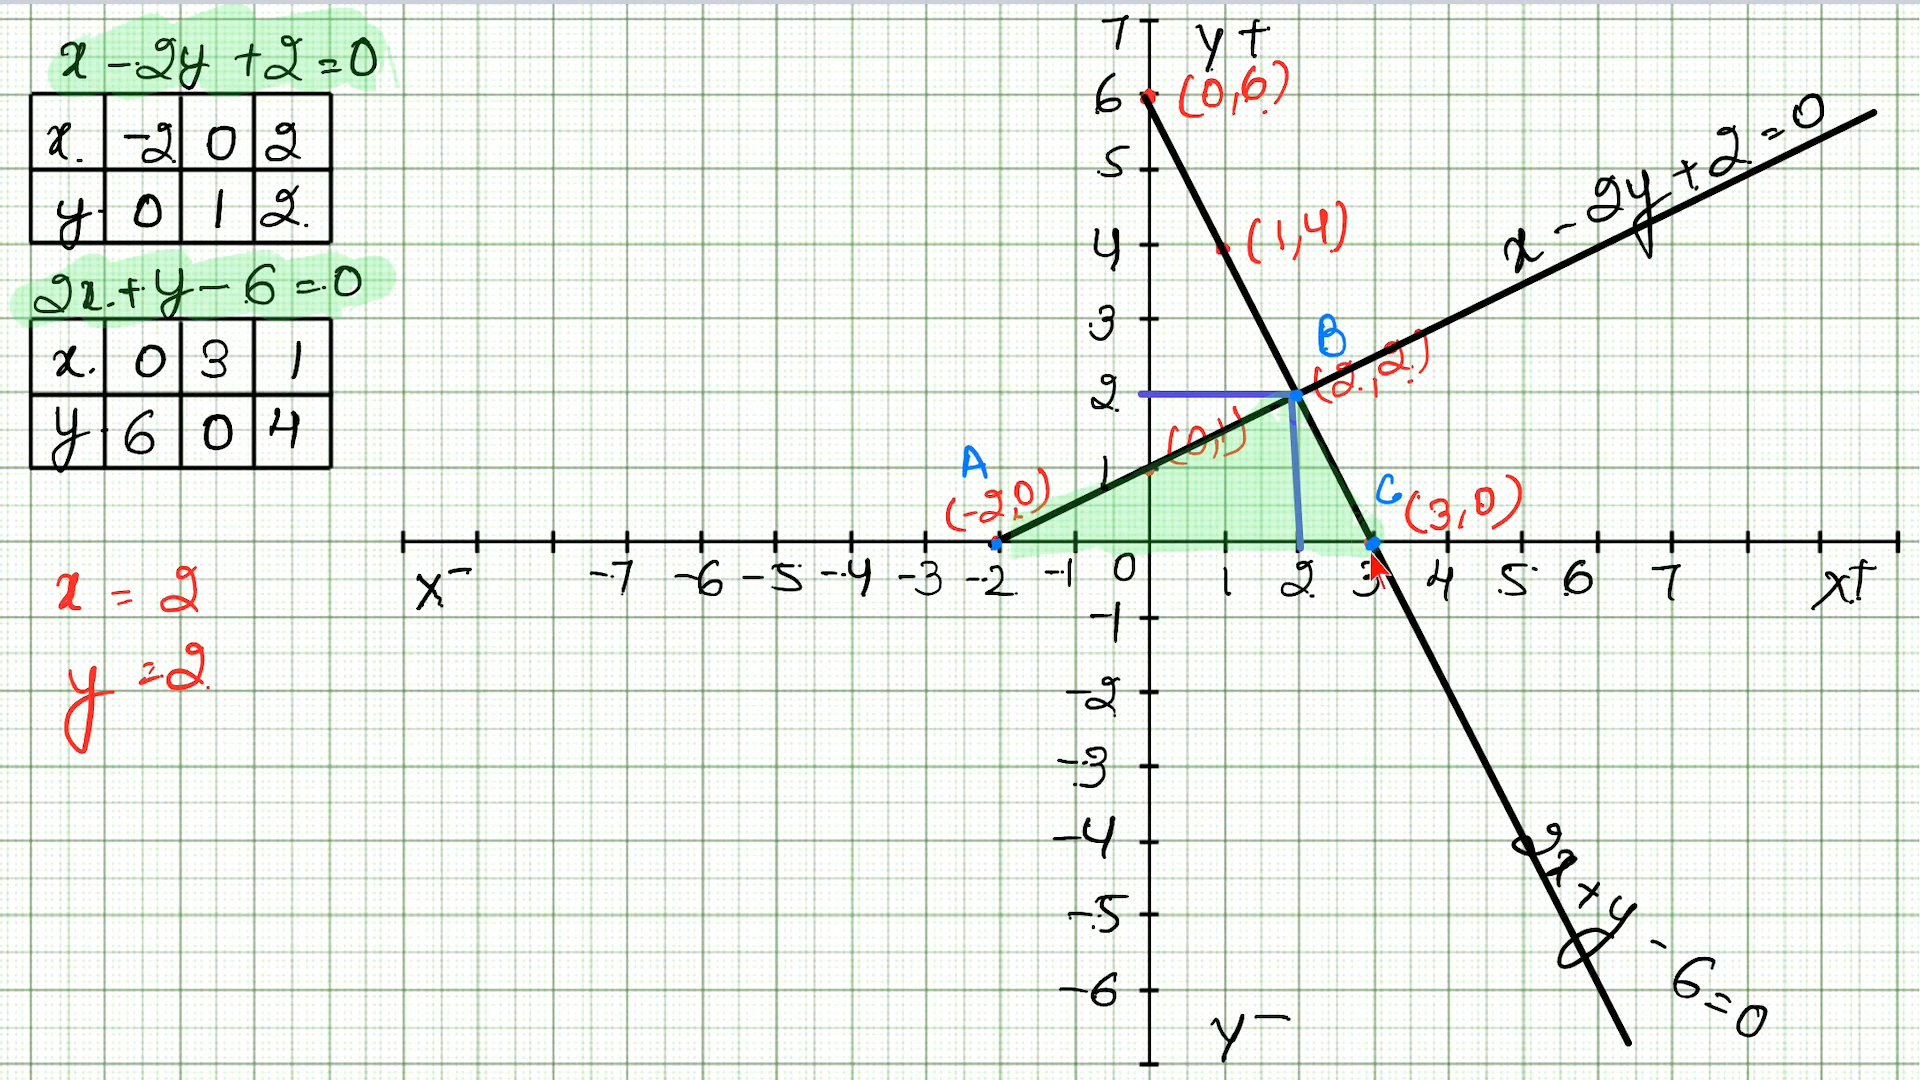 x - 2y + 2 = 0
x -2 0 2
y 0 1 2
2x + y - 6 = 0
x 0 3 1
y 6 0 4
x = 2
y = 2
y+
7
6
(0,6)
5
4
(1,4)
x - 2y + 2 = 0
3
B
2
(2,2)
(0,1)
A
1
(-2,0)
C
(3,0)
x- -7 -6 -5 -4 -3 -2 -1 0 1 2 3 4 5 6 7 x+
-1
-2
-3
-4
-5
-6
2x + y - 6 = 0
y-